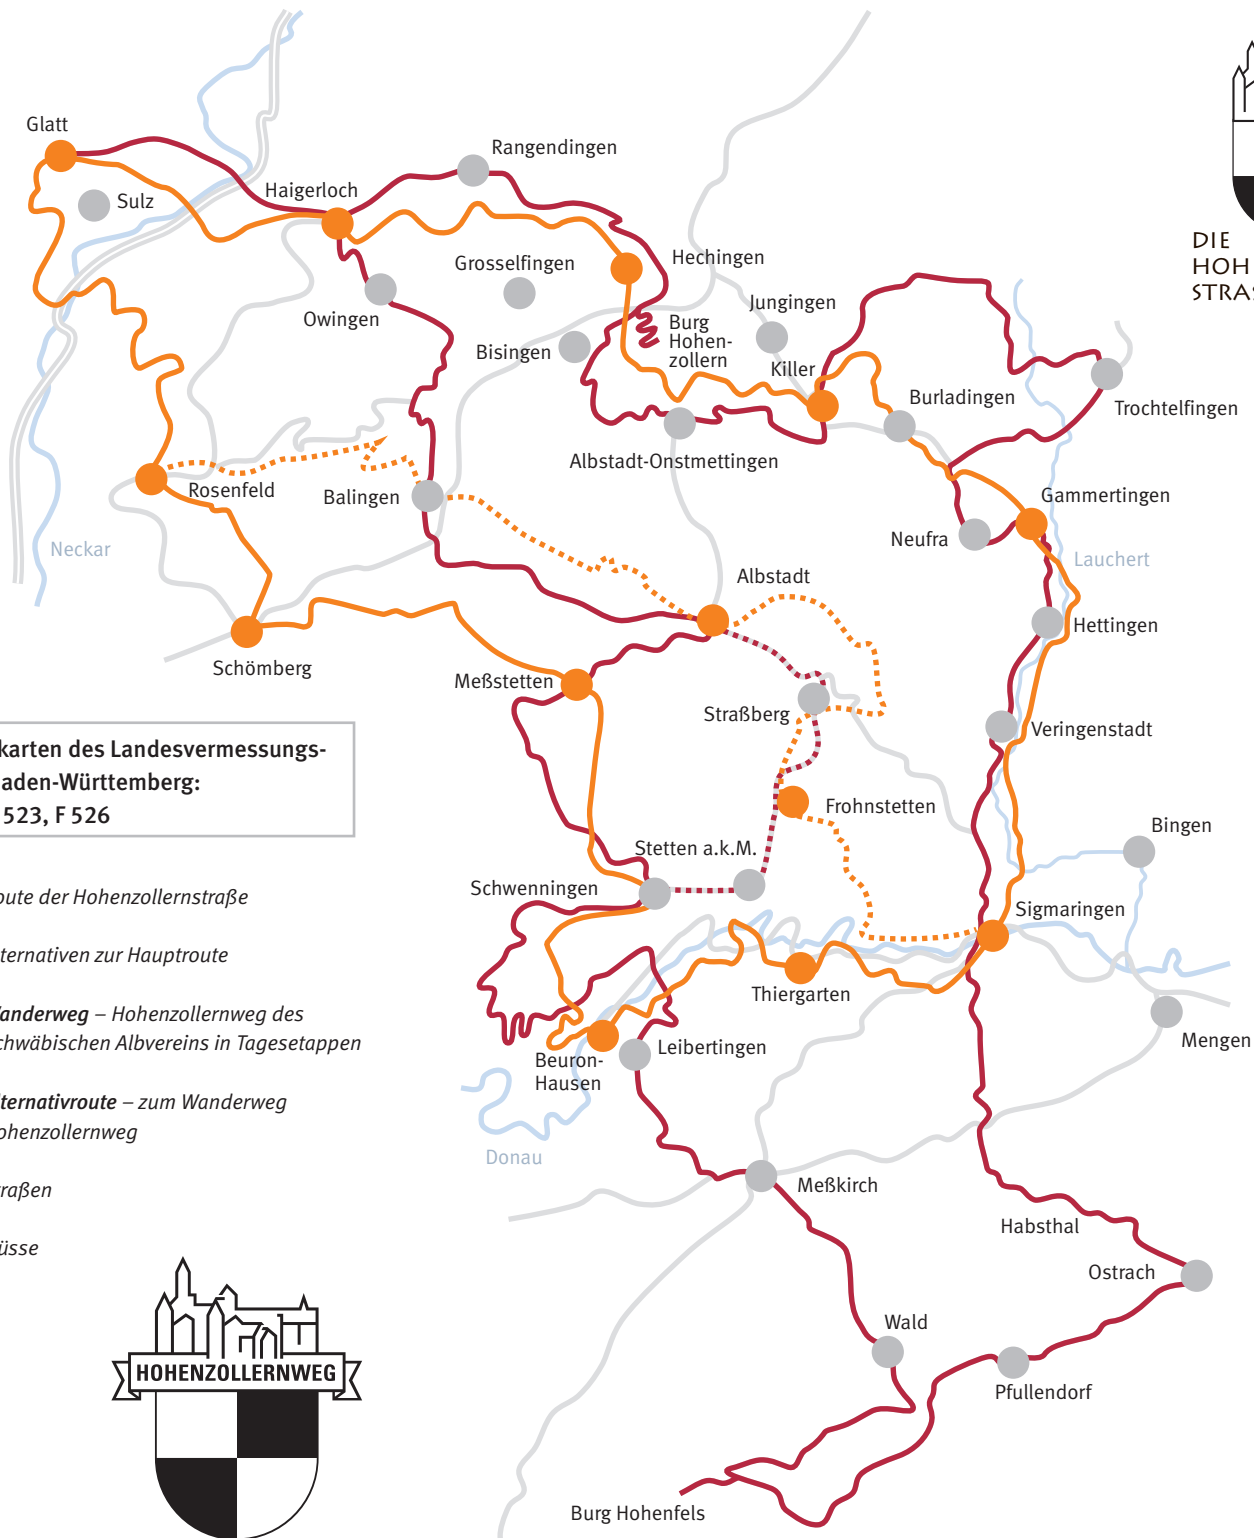 Glatt
Sulz
Haigerloch
Rangendingen
Grosselfingen
Owingen
Hechingen
Jungingen
Burg
Hohen-
zollern
Bisingen
Killer
DIE
HOH
STRAS
Burladingen
Trochtelfingen
Albstadt-Onstmettingen
Rosenfeld
Balingen
Gammertingen
Neufra
Neckar
Lauchert
Albstadt
Hettingen
Schömberg
Meßstetten
Straßberg
Veringenstadt
karten des Landesvermessungs-
aden-Württemberg:
523, F 526
Frohnstetten
Bingen
Stetten a.k.M.
Schwenningen
Sigmaringen
oute der Hohenzollernstraße
ternativen zur Hauptroute
Thiergarten
anderweg – Hohenzollernweg des
chwäbischen Albvereins in Tagesetappen
Mengen
Beuron-
Hausen
Leibertingen
ternativroute – zum Wanderweg
ohenzollernweg
Donau
Meßkirch
raßen
Habsthal
üsse
Ostrach
Wald
Pfullendorf
HOHENZOLLERNWEG
Burg Hohenfels